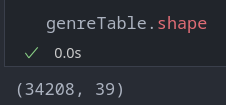 genreTable.shape
✓ 0.0s
(34208, 39)